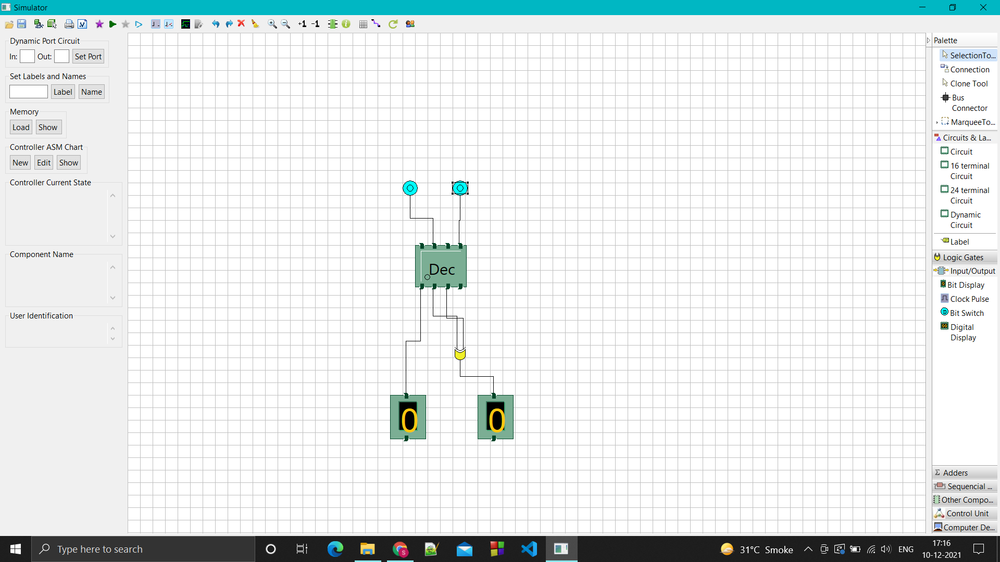 Simulator
+1 -1
Dynamic Port Circuit
In: Out: Set Port
Set Labels and Names
Label Name
Memory
Load Show
Controller ASM Chart
New Edit Show
Controller Current State
Component Name
User Identification
Dec
0 0
Palette
SelectionTo...
Connection
Clone Tool
Bus
Connector
MarqueeTo...
Circuits & La...
Circuit
16 terminal
Circuit
24 terminal
Circuit
Dynamic
Circuit
Label
Logic Gates
Input/Output
Bit Display
Clock Pulse
D Bit Switch
Digital
Display
Σ Adders
Sequencial ...
Other Compo...
Control Unit
Computer De...
Type here to search
S
31°C Smoke
ENG
17:16
10-12-2021